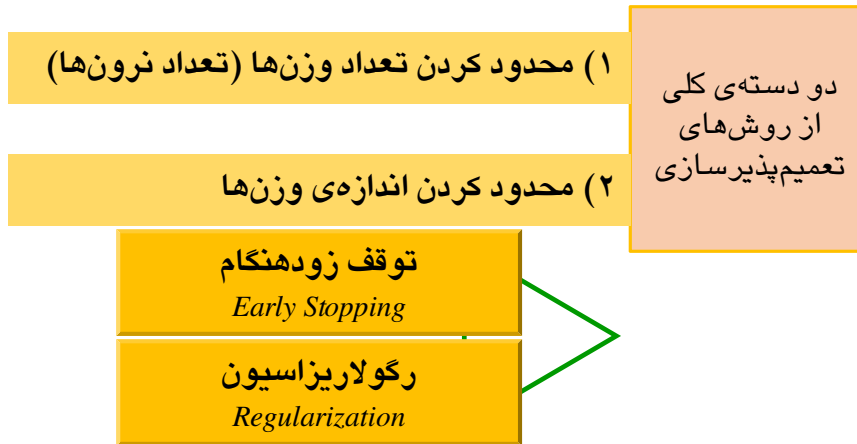 دو دسته‌ی کلی
از روش‌های
تعمیم‌پذیرسازی
۱) محدود کردن تعداد وزن‌ها (تعداد نرون‌ها)
۲) محدود کردن اندازه‌ی وزن‌ها
توقف زودهنگام
Early Stopping
رگولاریزاسیون
Regularization